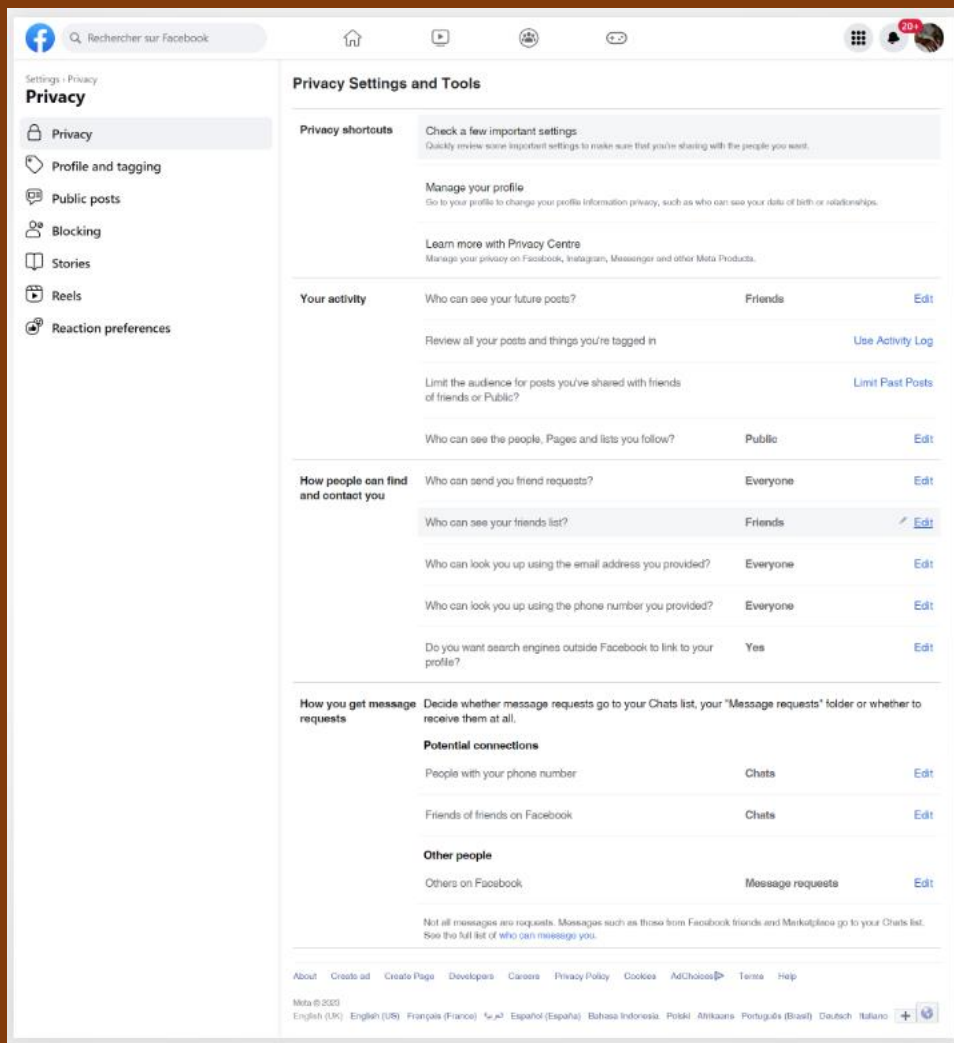 Rechercher sur Facebook
20+
Settings › Privacy
Privacy
Privacy
Profile and tagging
Public posts
Blocking
Stories
Reels
Reaction preferences
Privacy Settings and Tools
Privacy shortcuts
Check a few important settings
Quickly review some important settings to make sure that you're sharing with the people you want.
Manage your profile
Go to your profile to change your profile information privacy, such as who can see your date of birth or relationships.
Learn more with Privacy Centre
Manage your privacy on Facebook, Instagram, Messenger and other Meta Products.
Your activity
Who can see your future posts? Friends Edit
Review all your posts and things you're tagged in Use Activity Log
Limit the audience for posts you've shared with friends Limit Past Posts
of friends or Public?
Who can see the people, Pages and lists you follow? Public Edit
How people can find
and contact you
Who can send you friend requests? Everyone Edit
Who can see your friends list? Friends Edit
Who can look you up using the email address you provided? Everyone Edit
Who can look you up using the phone number you provided? Everyone Edit
Do you want search engines outside Facebook to link to your Yes Edit
profile?
How you get message
requests
Decide whether message requests go to your Chats list, your "Message requests" folder or whether to
receive them at all.
Potential connections
People with your phone number Chats Edit
Friends of friends on Facebook Chats Edit
Other people
Others on Facebook Message requests Edit
Not all messages are requests. Messages such as those from Facebook friends and Marketplace go to your Chats list.
See the full list of who can message you.
About Create ad Create Page Developers Careers Privacy Policy Cookies AdChoices Terms Help
Meta © 2023
English (UK) English (US) Français (France) العربية Español (España) Bahasa Indonesia Polski Afrikaans Português (Brasil) Deutsch Italiano